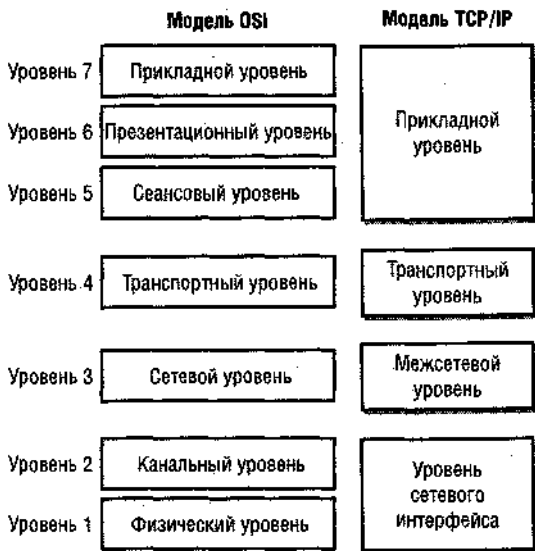 Модель OSI
Модель TCP/IP
Уровень 7
Прикладной уровень
Уровень 6
Презентационный уровень
Уровень 5
Сеансовый уровень
Прикладной
уровень
Уровень 4
Транспортный уровень
Транспортный
уровень
Уровень 3
Сетевой уровень
Межсетевой
уровень
Уровень 2
Канальный уровень
Уровень 1
Физический уровень
Уровень
сетевого
интерфейса